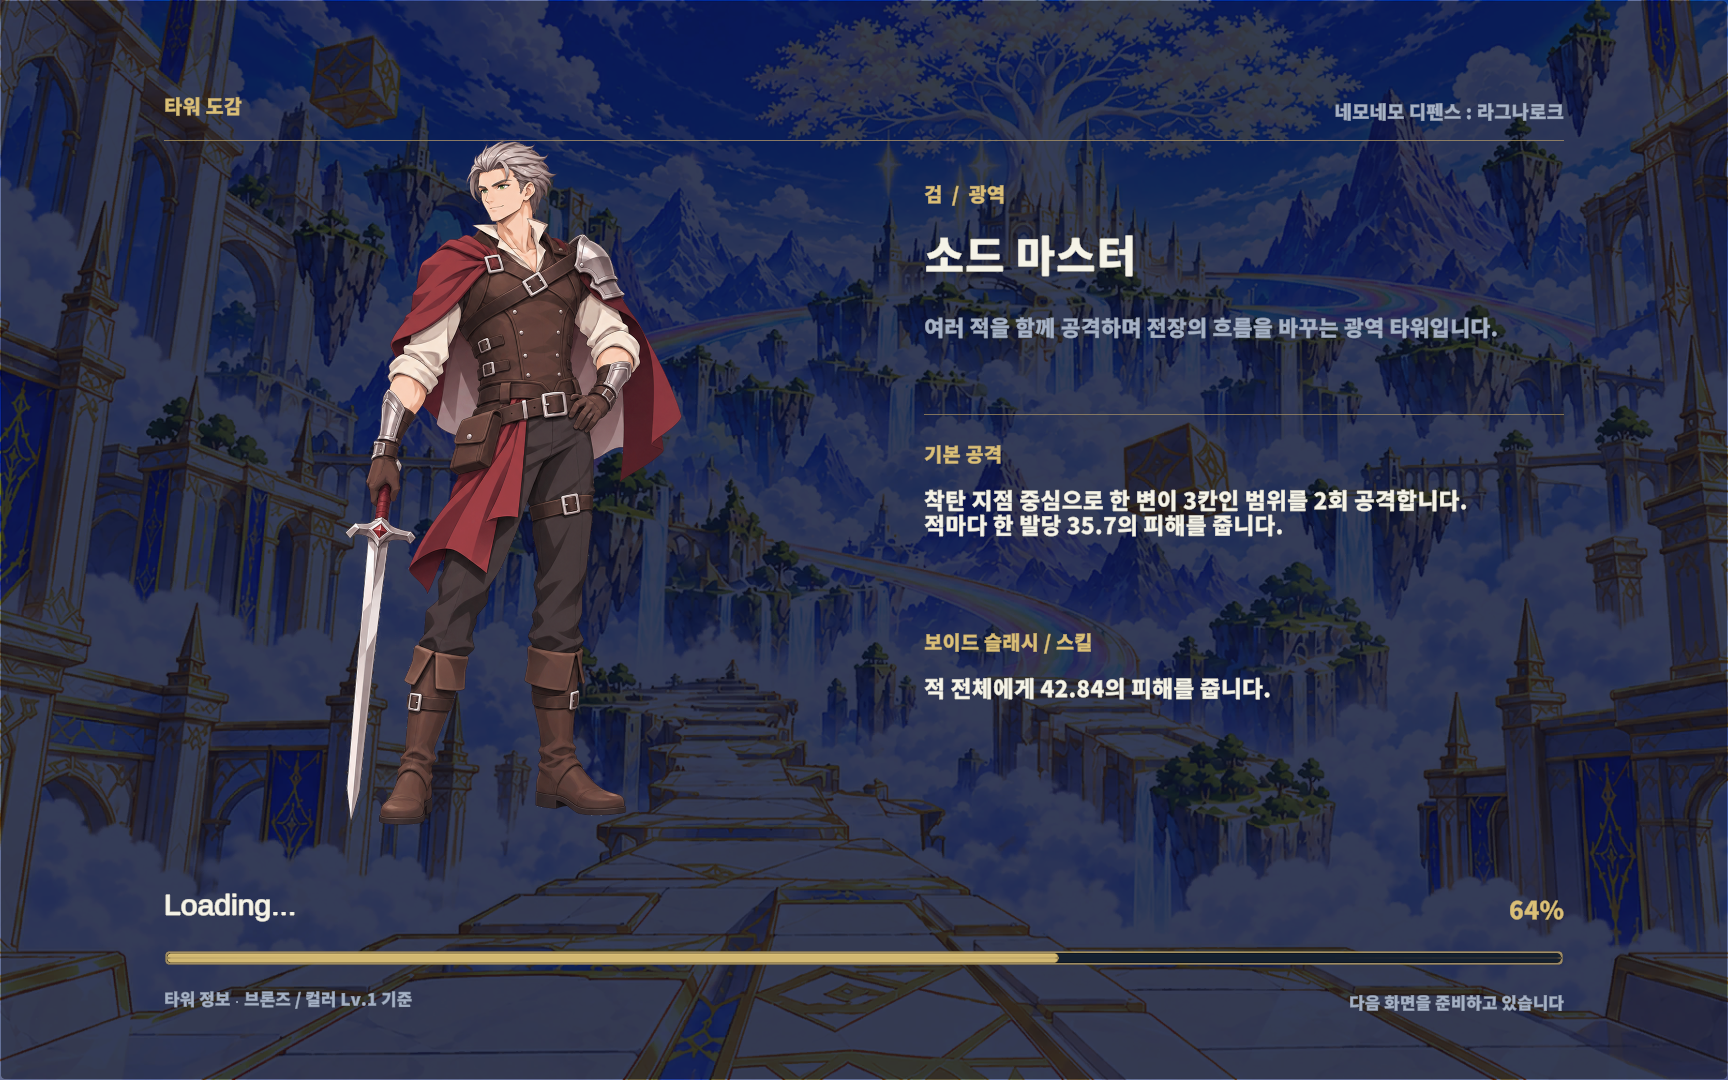 타워 도감
네모네모 디펜스 : 라그나로크
검 / 광역
소드 마스터
여러 적을 함께 공격하며 전장의 흐름을 바꾸는 광역 타워입니다.
기본 공격
착탄 지점 중심으로 한 변이 3칸인 범위를 2회 공격합니다.
적마다 한 발당 35.7의 피해를 줍니다.
보이드 슬래시 / 스킬
적 전체에게 42.84의 피해를 줍니다.
Loading...
64%
타워 정보 · 브론즈 / 컬러 Lv.1 기준
다음 화면을 준비하고 있습니다